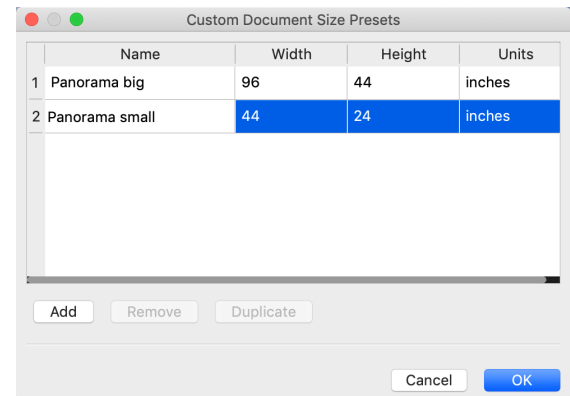 Custom Document Size Presets
Name Width Height Units
1 Panorama big 96 44 inches
2 Panorama small 44 24 inches
Add Remove Duplicate
Cancel OK